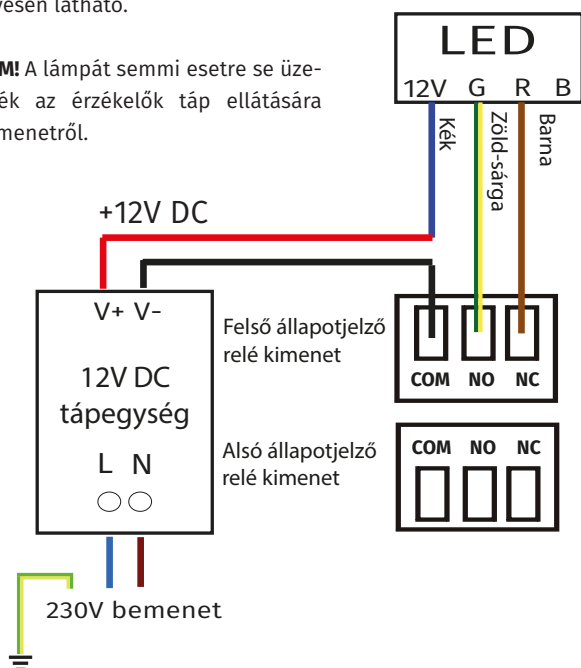 vesen látható.
M! A lámpát semmi esetre se üze-
ék az érzékelők táp ellátására
menetről.
LED
12V G R B
Kék
Zöld-sárga
Barna
+12V DC
V+ V-
12V DC
tápegység
L N
Felső állapotjelző
relé kimenet
COM NO NC
Alsó állapotjelző
relé kimenet
COM NO NC
230V bemenet